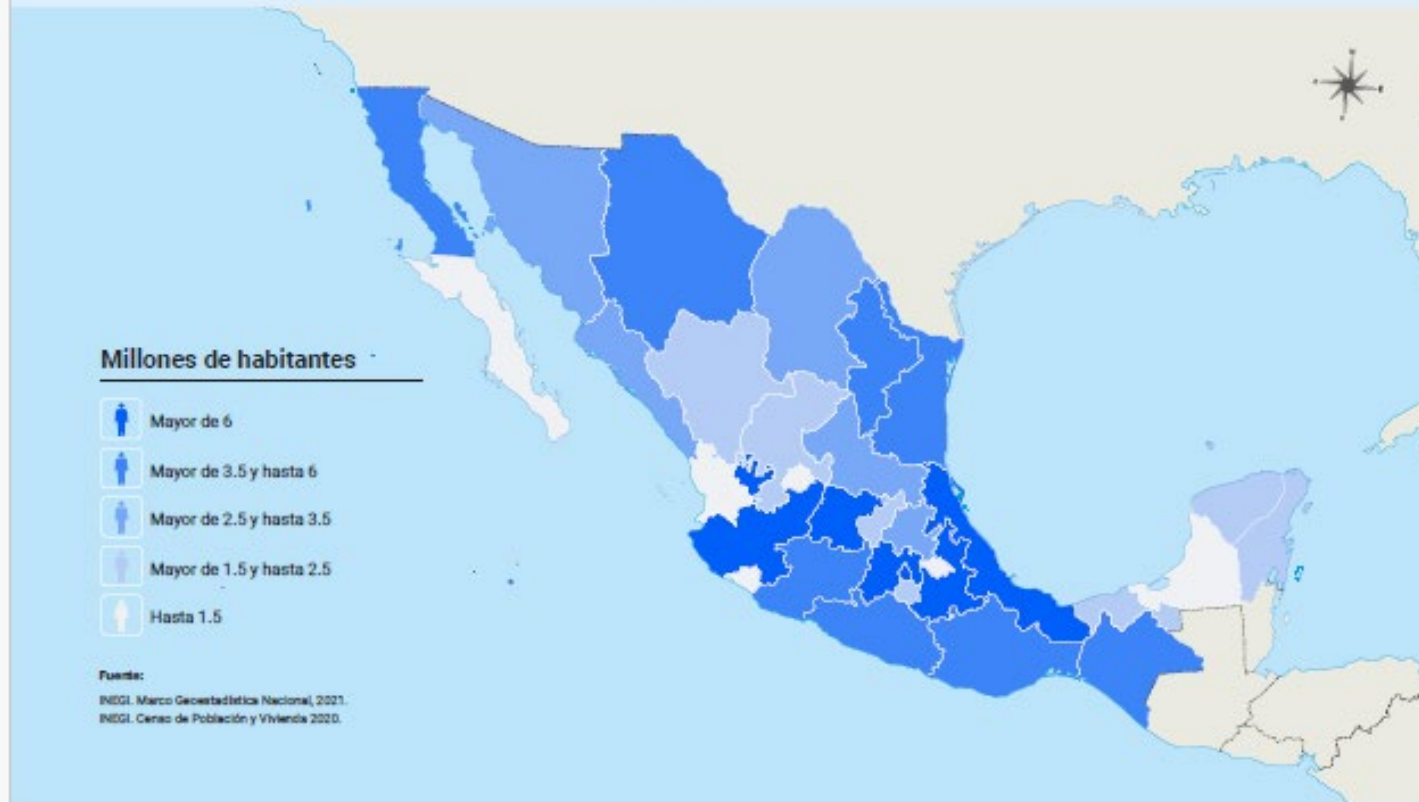 Millones de habitantes
Mayor de 6
Mayor de 3.5 y hasta 6
Mayor de 2.5 y hasta 3.5
Mayor de 1.5 y hasta 2.5
Hasta 1.5
Fuente:
INEGI. Marco Geoestadística Nacional, 2021.
INEGI. Censo de Población y Vivienda 2020.